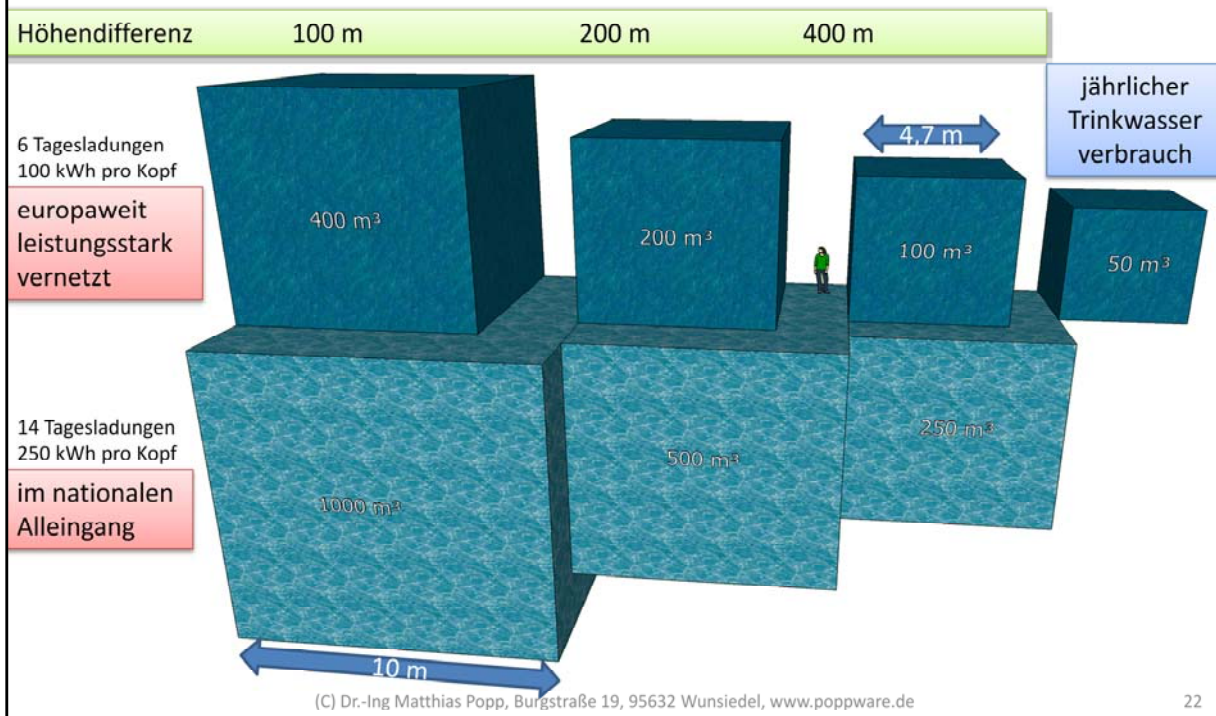 Höhendifferenz 100 m 200 m 400 m
jährlicher
Trinkwasser
verbrauch
6 Tagesladungen
100 kWh pro Kopf
europaweit
leistungsstark
vernetzt
400 m³
200 m³
4,7 m
100 m³
50 m³
14 Tagesladungen
250 kWh pro Kopf
im nationalen
Alleingang
1000 m³
500 m³
250 m³
10 m
(C) Dr.-Ing Matthias Popp, Burgstraße 19, 95632 Wunsiedel, www.poppware.de
22